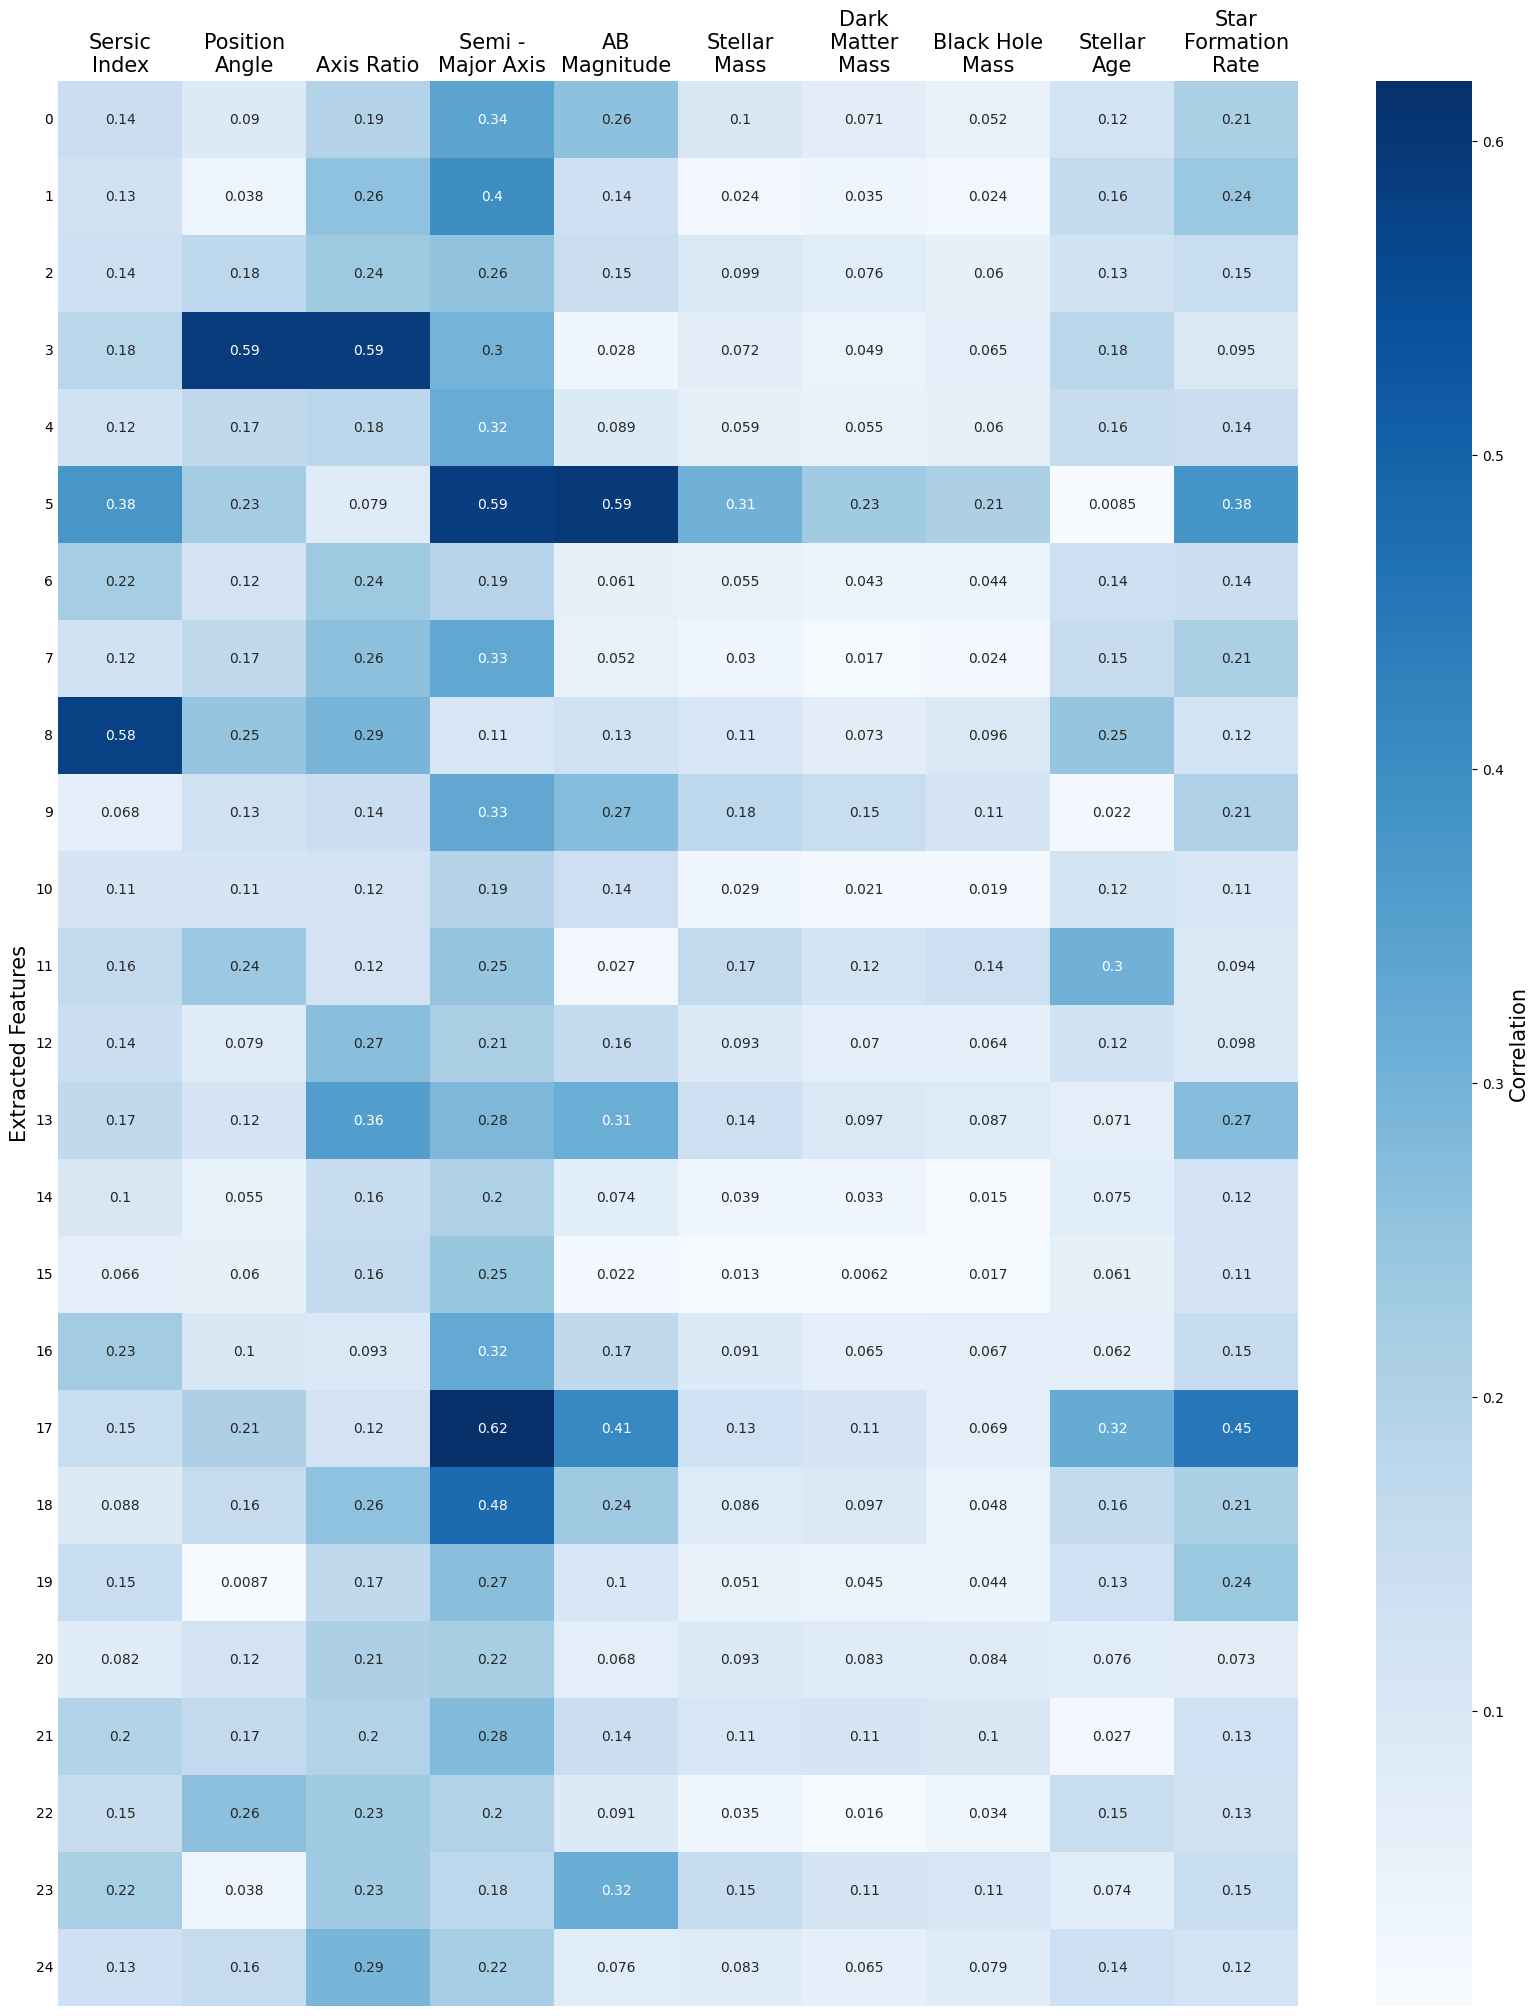 Sersic
Index
Position
Angle
Axis Ratio
Semi -
Major Axis
AB
Magnitude
Stellar
Mass
Dark
Matter
Mass
Black Hole
Mass
Stellar
Age
Star
Formation
Rate
0 0.14 0.09 0.19 0.34 0.26 0.1 0.071 0.052 0.12 0.21
1 0.13 0.038 0.26 0.4 0.14 0.024 0.035 0.024 0.16 0.24
2 0.14 0.18 0.24 0.26 0.15 0.099 0.076 0.06 0.13 0.15
3 0.18 0.59 0.59 0.3 0.028 0.072 0.049 0.065 0.18 0.095
4 0.12 0.17 0.18 0.32 0.089 0.059 0.055 0.06 0.16 0.14
5 0.38 0.23 0.079 0.59 0.59 0.31 0.23 0.21 0.0085 0.38
6 0.22 0.12 0.24 0.19 0.061 0.055 0.043 0.044 0.14 0.14
7 0.12 0.17 0.26 0.33 0.052 0.03 0.017 0.024 0.15 0.21
8 0.58 0.25 0.29 0.11 0.13 0.11 0.073 0.096 0.25 0.12
9 0.068 0.13 0.14 0.33 0.27 0.18 0.15 0.11 0.022 0.21
10 0.11 0.11 0.12 0.19 0.14 0.029 0.021 0.019 0.12 0.11
11 0.16 0.24 0.12 0.25 0.027 0.17 0.12 0.14 0.3 0.094
12 0.14 0.079 0.27 0.21 0.16 0.093 0.07 0.064 0.12 0.098
13 0.17 0.12 0.36 0.28 0.31 0.14 0.097 0.087 0.071 0.27
14 0.1 0.055 0.16 0.2 0.074 0.039 0.033 0.015 0.075 0.12
15 0.066 0.06 0.16 0.25 0.022 0.013 0.0062 0.017 0.061 0.11
16 0.23 0.1 0.093 0.32 0.17 0.091 0.065 0.067 0.062 0.15
17 0.15 0.21 0.12 0.62 0.41 0.13 0.11 0.069 0.32 0.45
18 0.088 0.16 0.26 0.48 0.24 0.086 0.097 0.048 0.16 0.21
19 0.15 0.0087 0.17 0.27 0.1 0.051 0.045 0.044 0.13 0.24
20 0.082 0.12 0.21 0.22 0.068 0.093 0.083 0.084 0.076 0.073
21 0.2 0.17 0.2 0.28 0.14 0.11 0.11 0.1 0.027 0.13
22 0.15 0.26 0.23 0.2 0.091 0.035 0.016 0.034 0.15 0.13
23 0.22 0.038 0.23 0.18 0.32 0.15 0.11 0.11 0.074 0.15
24 0.13 0.16 0.29 0.22 0.076 0.083 0.065 0.079 0.14 0.12
Extracted Features
0.6
0.5
0.4
0.3
0.2
0.1
Correlation